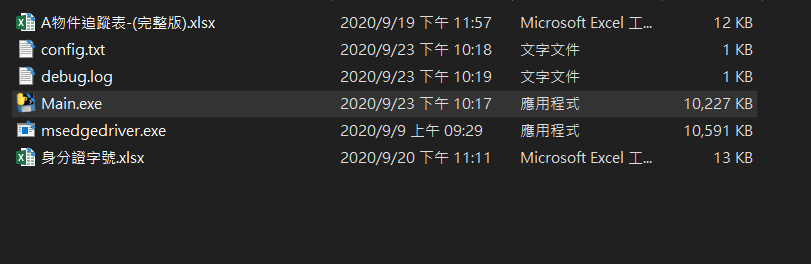 A物件追蹤表-(完整版).xlsx 2020/9/19 下午 11:57 Microsoft Excel 工... 12 KB
config.txt 2020/9/23 下午 10:18 文字文件 1 KB
debug.log 2020/9/23 下午 10:19 文字文件 1 KB
Main.exe 2020/9/23 下午 10:17 應用程式 10,227 KB
msedgedriver.exe 2020/9/9 上午 09:29 應用程式 10,591 KB
身分證字號.xlsx 2020/9/20 下午 11:11 Microsoft Excel 工... 13 KB